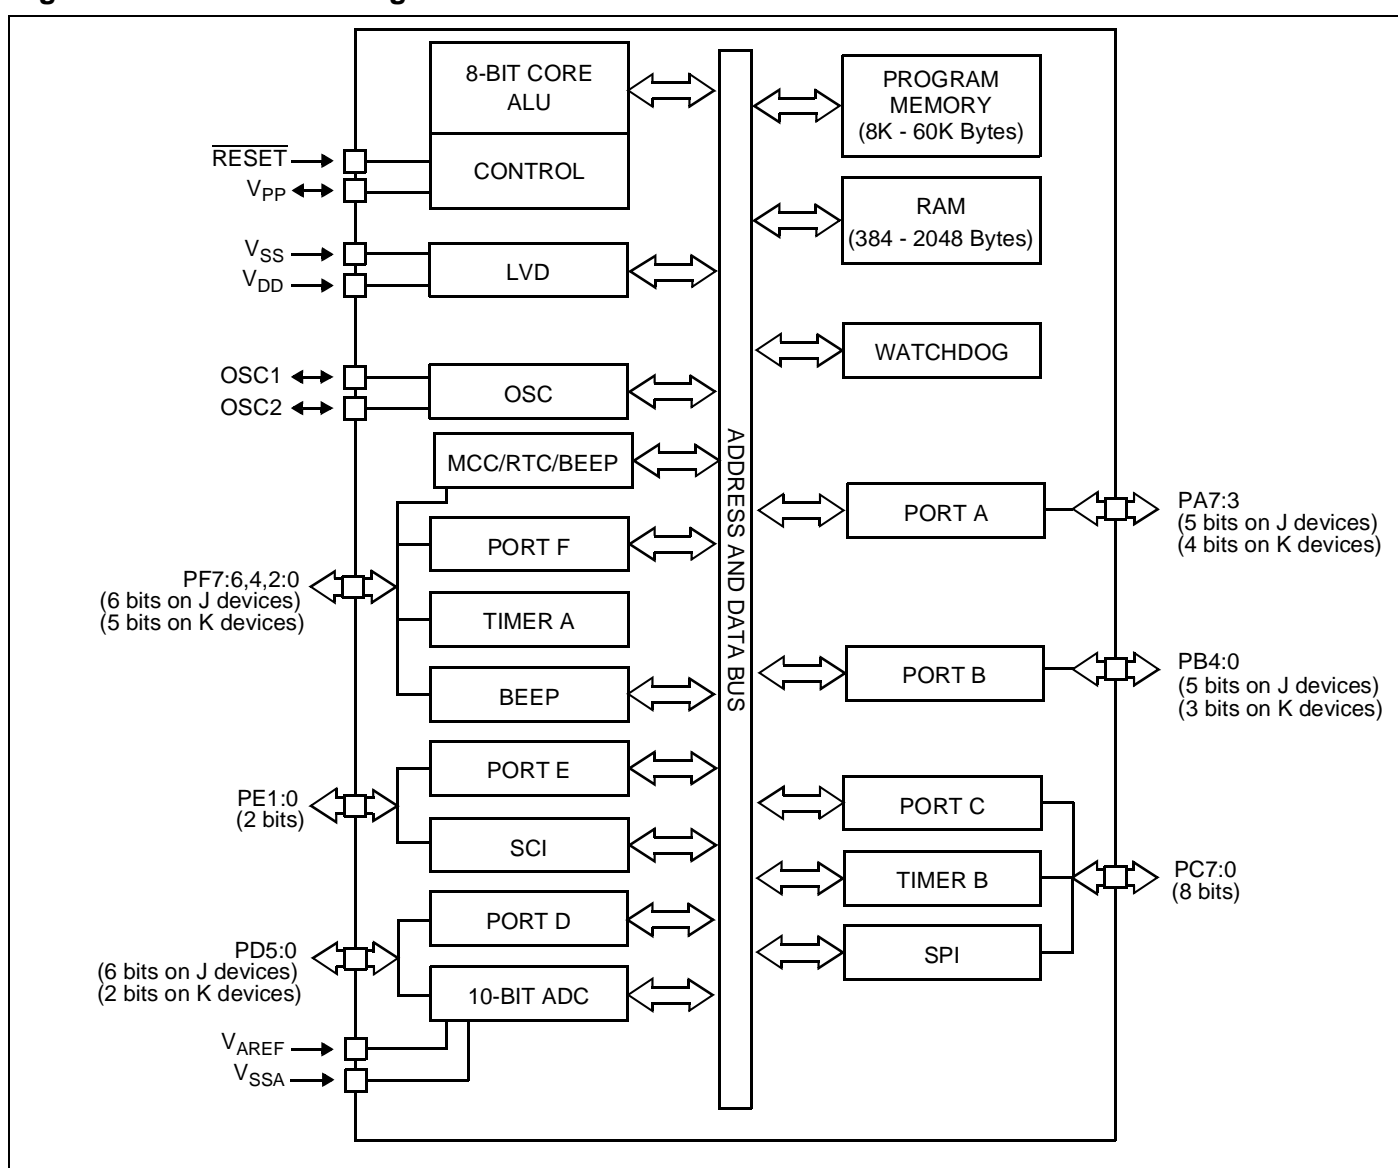 8-BIT CORE
ALU
CONTROL
RESET
VPP
VSS
VDD
LVD
OSC1
OSC2
OSC
MCC/RTC/BEEP
PORT F
TIMER A
BEEP
PF7:6,4,2:0
(6 bits on J devices)
(5 bits on K devices)
PORT E
SCI
PE1:0
(2 bits)
PORT D
10-BIT ADC
PD5:0
(6 bits on J devices)
(2 bits on K devices)
VAREF
VSSA
ADDRESS AND DATA BUS
PROGRAM
MEMORY
(8K - 60K Bytes)
RAM
(384 - 2048 Bytes)
WATCHDOG
PORT A
PA7:3
(5 bits on J devices)
(4 bits on K devices)
PORT B
PB4:0
(5 bits on J devices)
(3 bits on K devices)
PORT C
TIMER B
SPI
PC7:0
(8 bits)